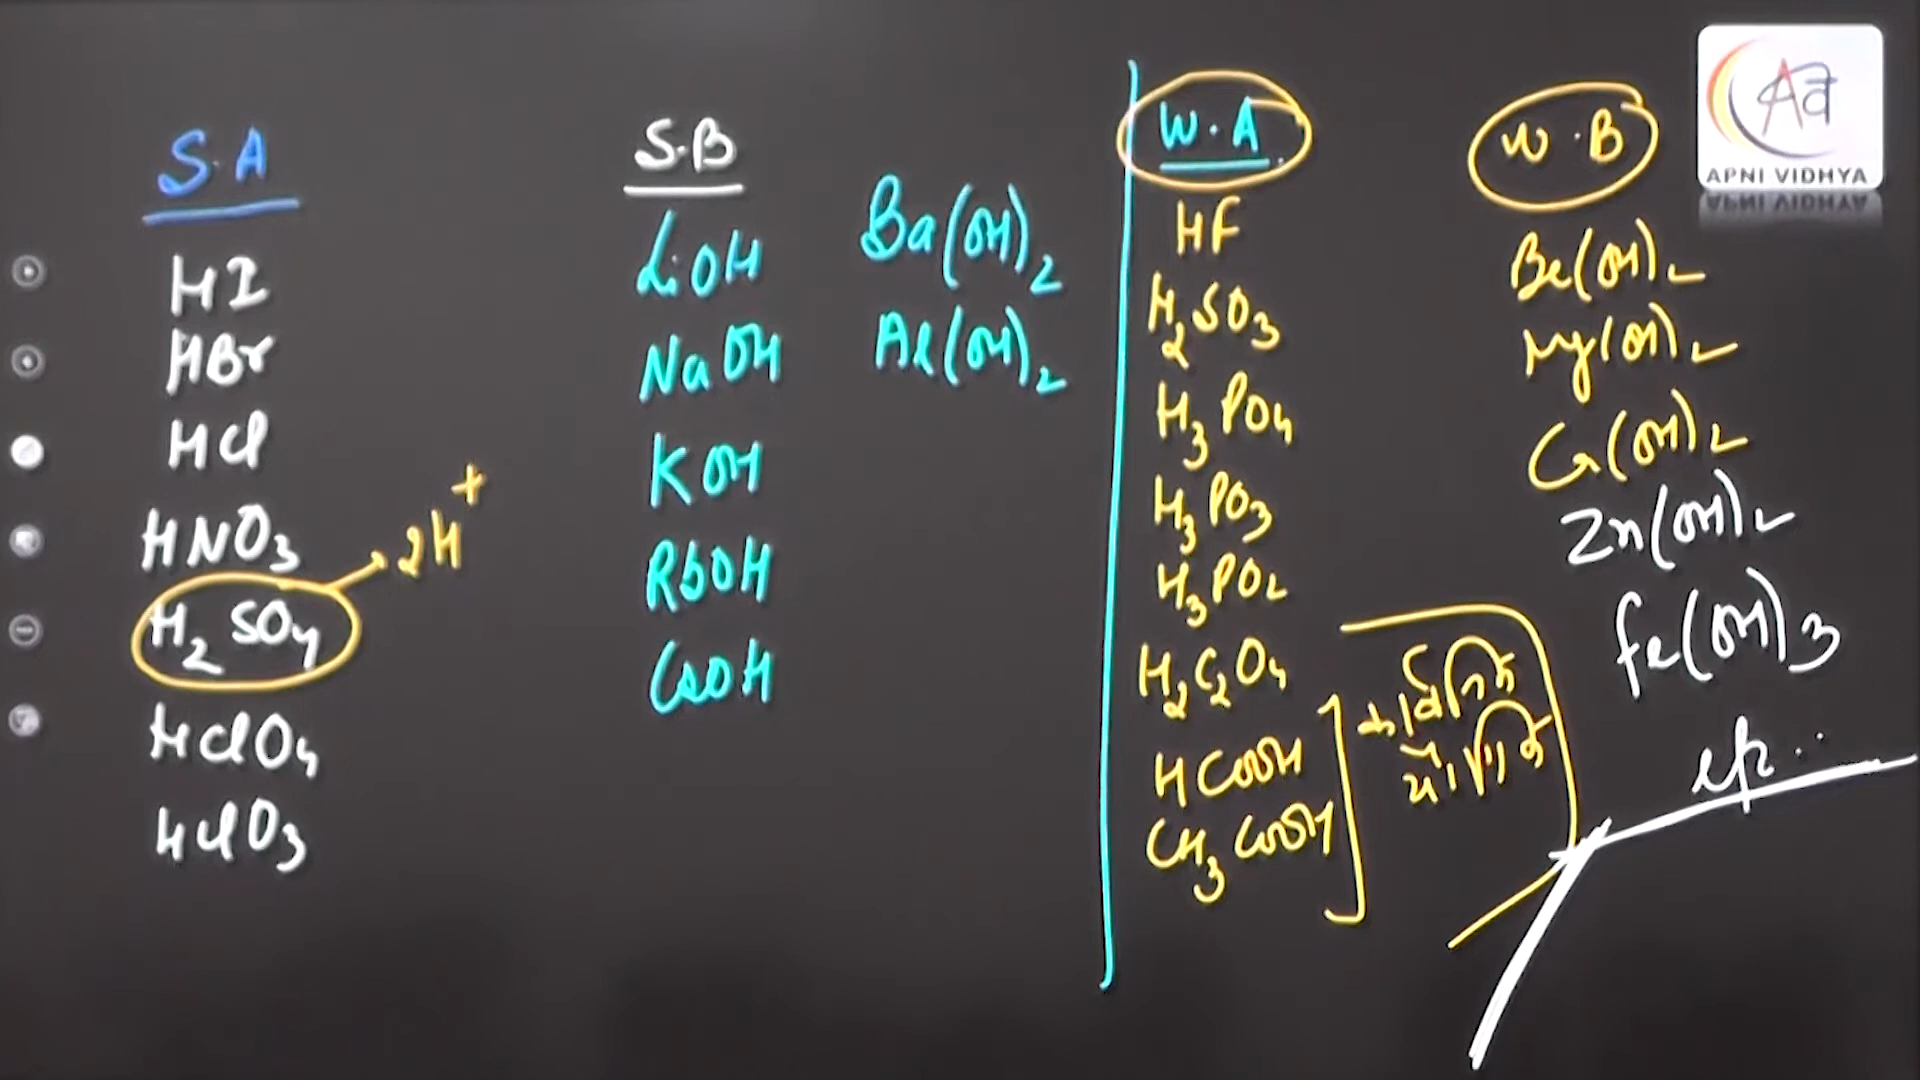 S.A
HI
HBr
HCl
HNO3
H2SO4 → 2H+
HClO4
HClO3
S.B
LiOH
NaOH
KOH
RbOH
CsOH
Ba(OH)2
Al(OH)2
W.A
HF
H2SO3
H3PO4
H3PO3
H3PO2
H2C2O4
HCOOH
CH3COOH
कार्बनिक
यौगिक
W.B
Be(OH)2
Mg(OH)2
Ca(OH)2
Zn(OH)2
Fe(OH)3
Av
APNI VIDHYA